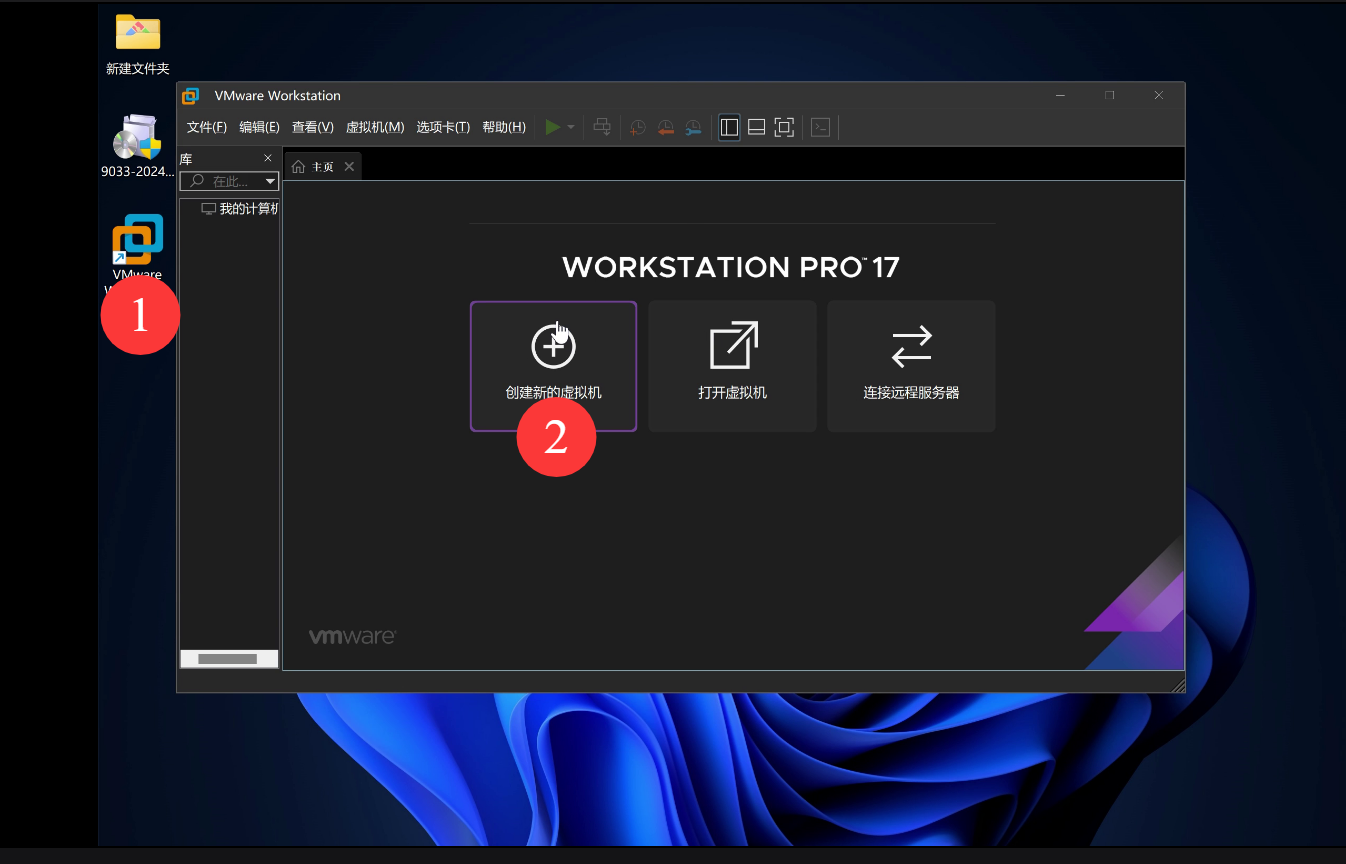 新建文件夹
9033-2024...
VMware
1
VMware Workstation
文件(F) 编辑(E) 查看(V) 虚拟机(M) 选项卡(T) 帮助(H)
库
在此...
主页
我的计算机
WORKSTATION PRO™ 17
创建新的虚拟机
打开虚拟机
连接远程服务器
2
vmware